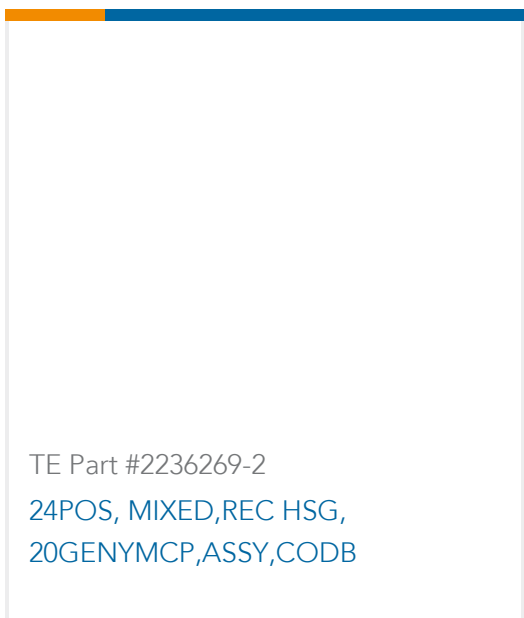 TE Part #2236269-2
24POS, MIXED,REC HSG,
20GENYMCP,ASSY,CODB